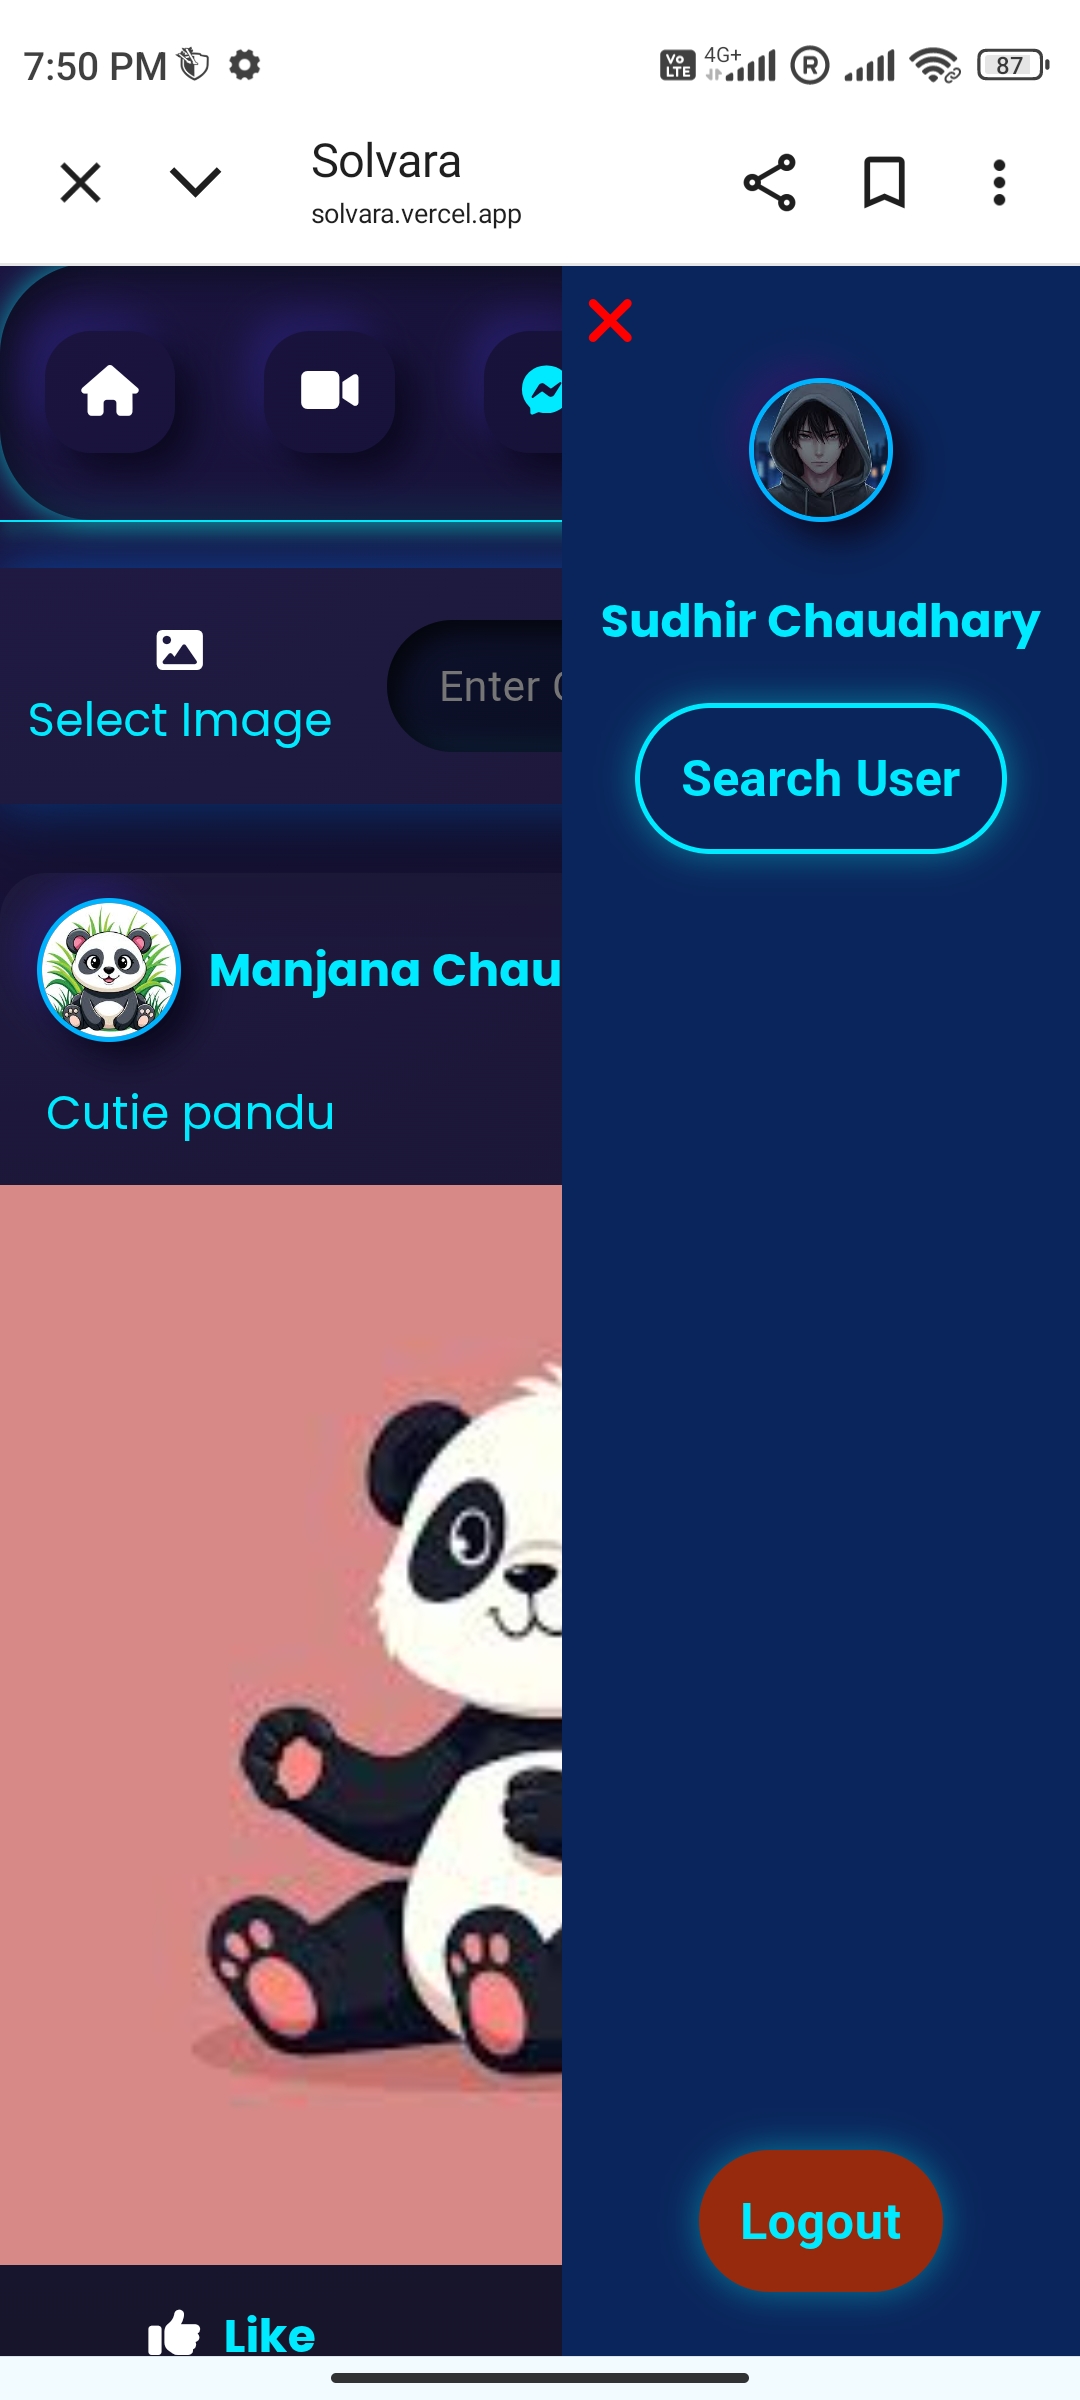 7:50 PM
Vo LTE
4G+
R
87
Solvara
solvara.vercel.app
Select Image
Enter
Manjana Chau
Cutie pandu
Like
Sudhir Chaudhary
Search User
Logout